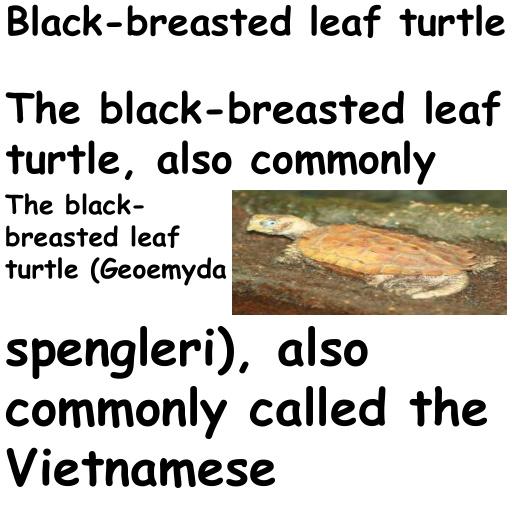 Black-breasted leaf turtle
The black-breasted leaf
turtle, also commonly
The black-
breasted leaf
turtle (Geoemyda
spengleri), also
commonly called the
Vietnamese